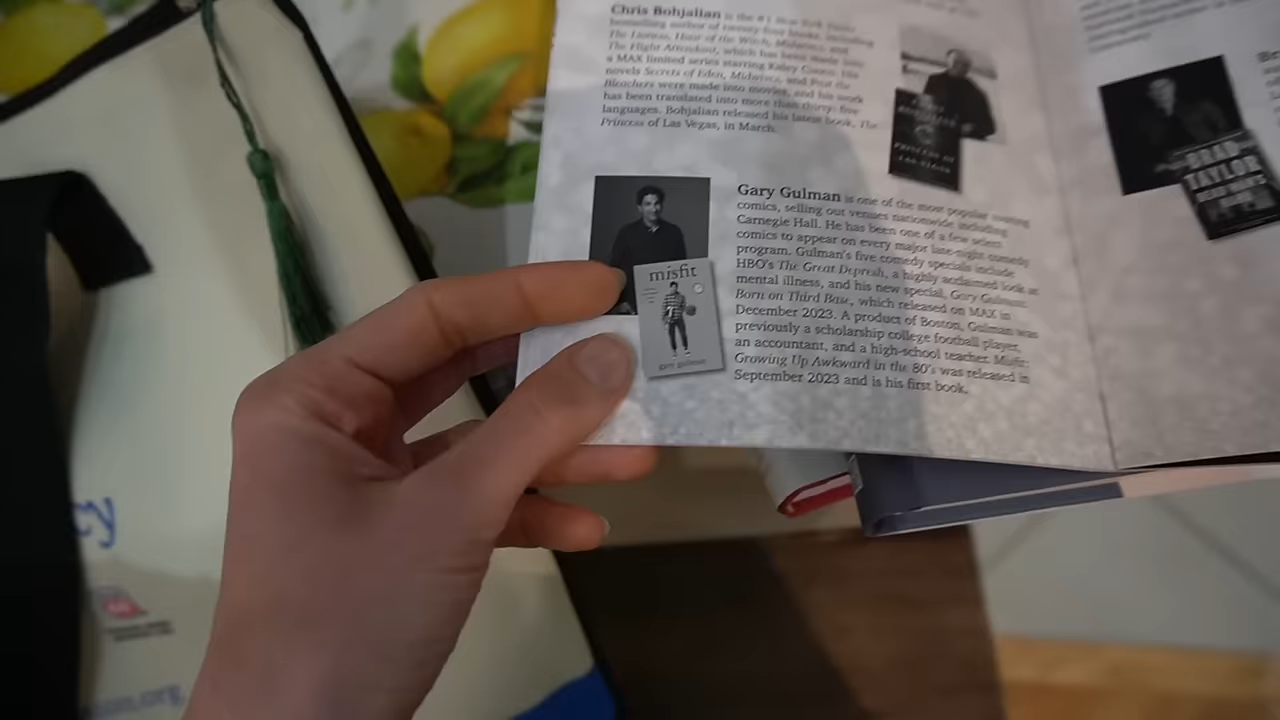 Chris Bohjalian is the #1 New York Times
bestselling author of twenty-four books, including
The Lioness, Hour of the Witch, Midwives, and
The Flight Attendant, which has been made into
a MAX limited series starring Kaley Cuoco. His
novels Secrets of Eden, Midwives, and Past the
Bleachers were made into movies, and his work
has been translated into more than thirty-five
languages. Bohjalian released his latest book, The
Princess of Las Vegas, in March.
PRINCESS OF
LAS VEGAS
Gary Gulman is one of the most popular touring
comics, selling out venues nationwide including
Carnegie Hall. He has been one of a few select
comics to appear on every major late-night comedy
program. Gulman's five comedy specials include
HBO's The Great Depresh, a highly acclaimed look at
mental illness, and his new special, Gary Gulman:
Born on Third Base, which released on MAX in
December 2023. A product of Boston, Gulman was
previously a scholarship college football player,
an accountant, and a high-school teacher. Misfit:
Growing Up Awkward in the 80's was released in
September 2023 and is his first book.
misfit
gary gulman
BRAD
TAYLOR
cy